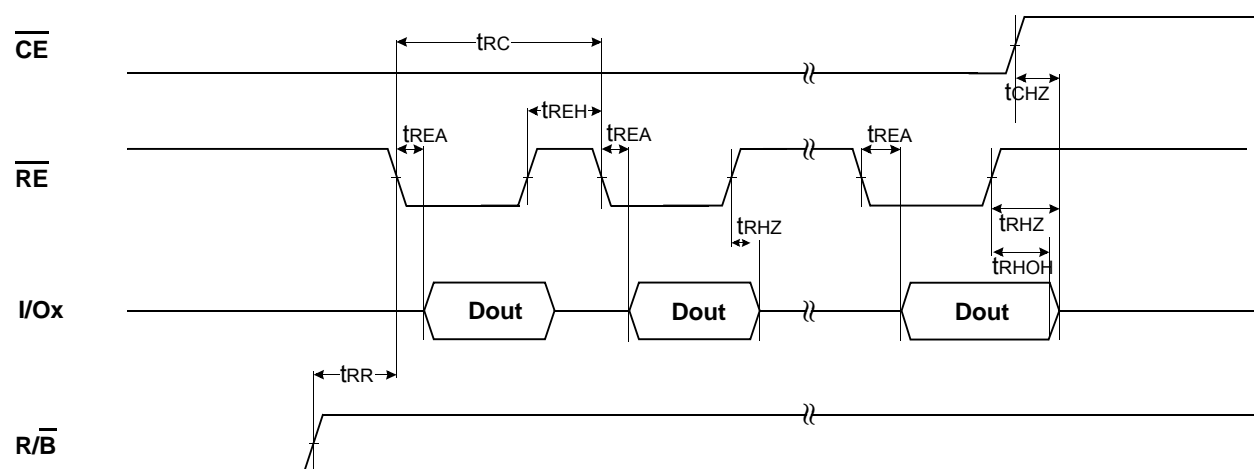 CE
tRC
tCHZ
tREH
tREA
tREA
tREA
RE
tRHZ
tRHZ
tRHOH
I/Ox
Dout
Dout
Dout
tRR
R/B